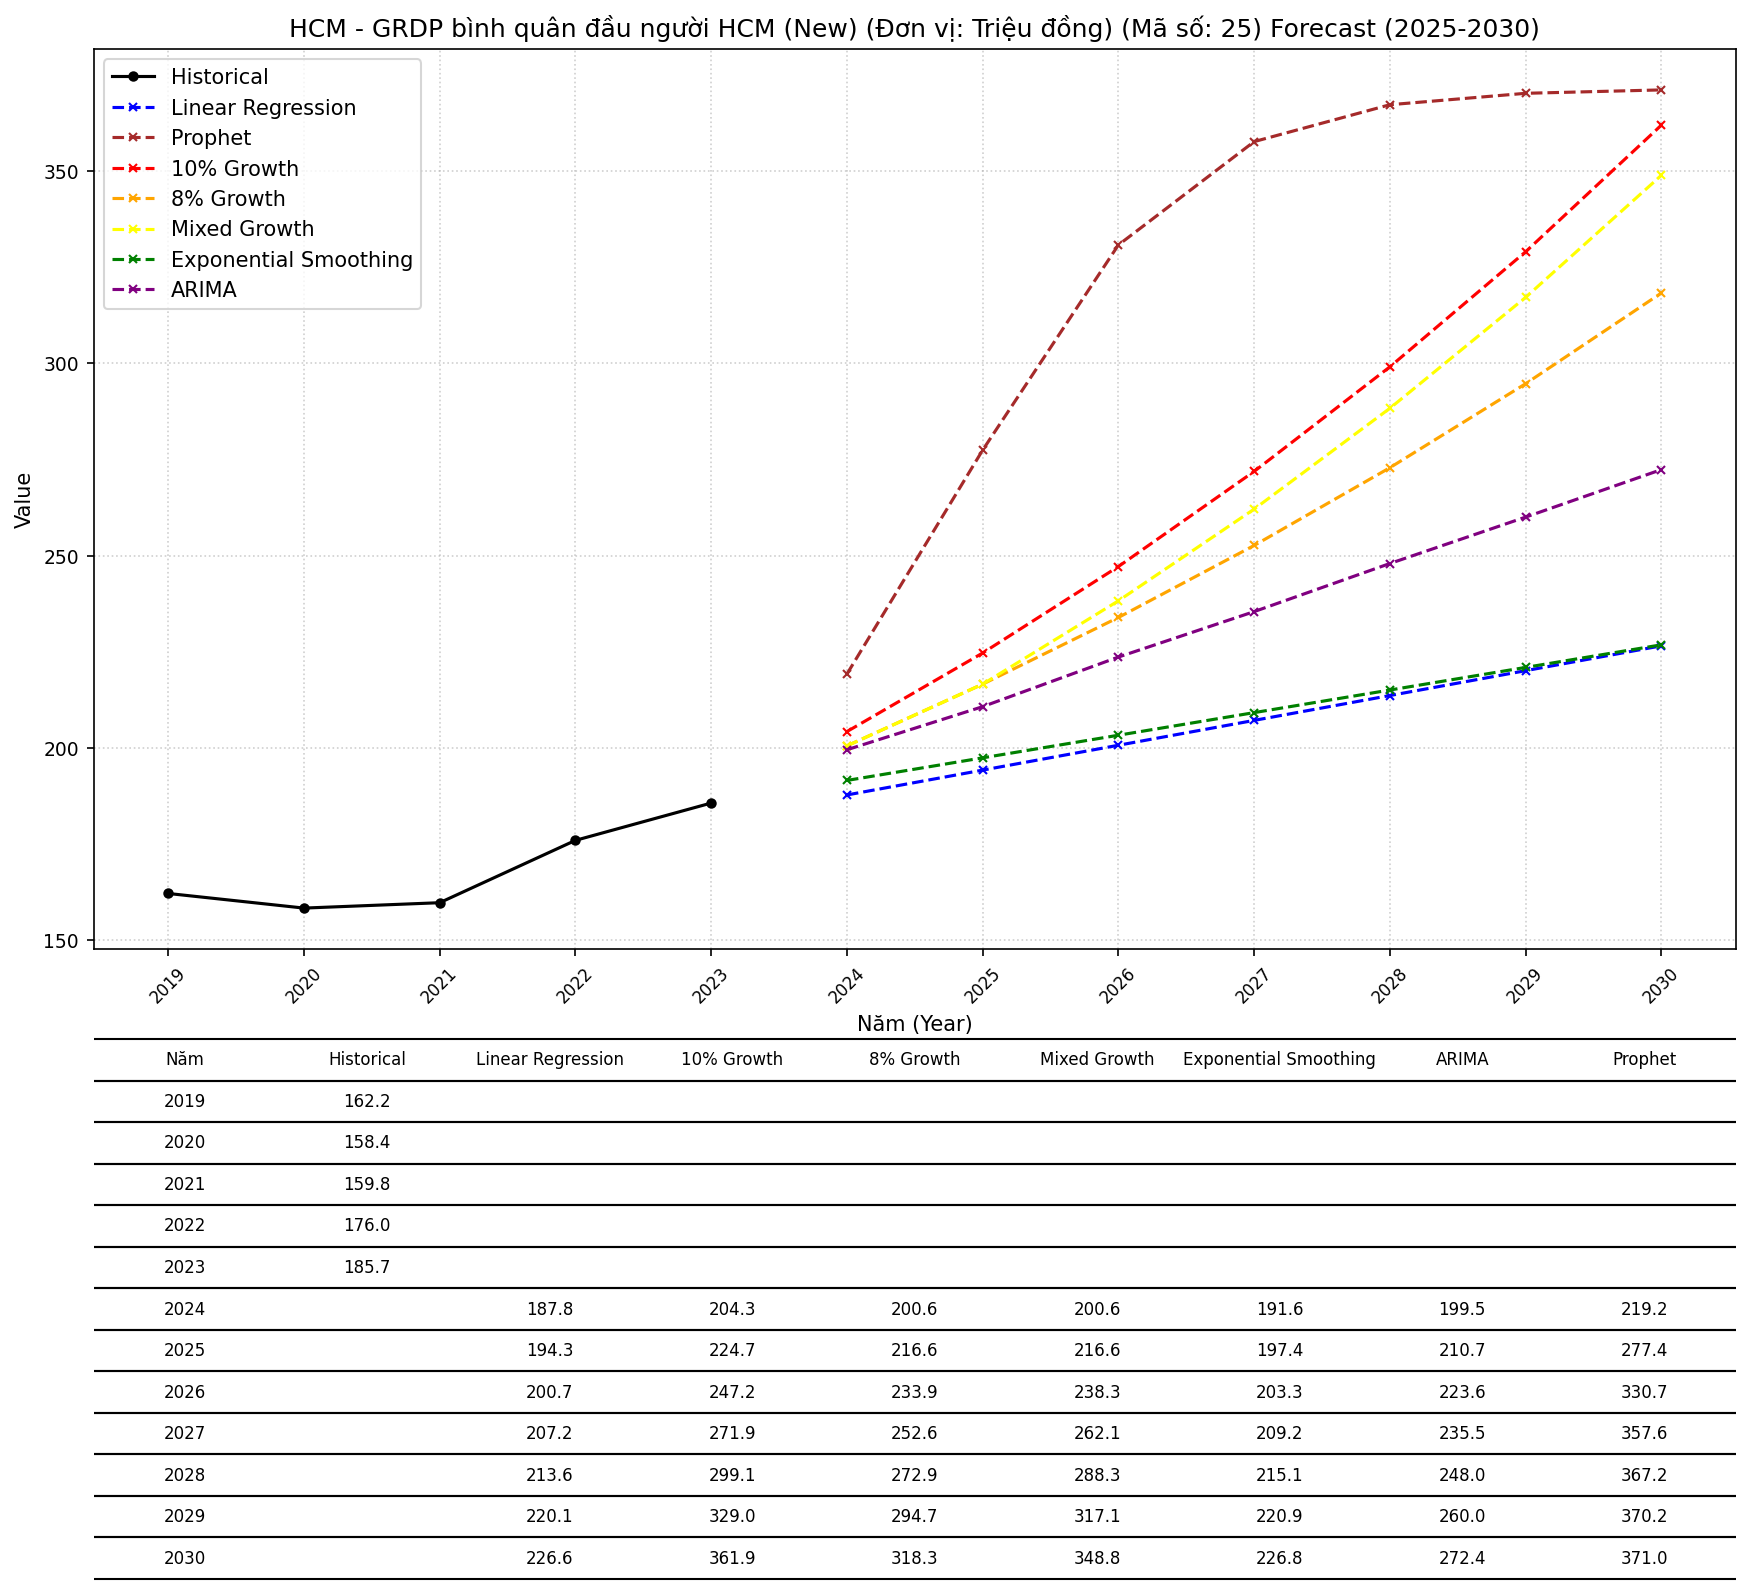 HCM - GRDP bình quân đầu người HCM (New) (Đơn vị: Triệu đồng) (Mã số: 25) Forecast (2025-2030)
Historical
Linear Regression
Prophet
10% Growth
8% Growth
Mixed Growth
Exponential Smoothing
ARIMA
Value
350
300
250
200
150
2019 2020 2021 2022 2023 2024 2025 2026 2027 2028 2029 2030
Năm (Year)
Năm Historical Linear Regression 10% Growth 8% Growth Mixed Growth Exponential Smoothing ARIMA Prophet
2019 162.2
2020 158.4
2021 159.8
2022 176.0
2023 185.7
2024 187.8 204.3 200.6 200.6 191.6 199.5 219.2
2025 194.3 224.7 216.6 216.6 197.4 210.7 277.4
2026 200.7 247.2 233.9 238.3 203.3 223.6 330.7
2027 207.2 271.9 252.6 262.1 209.2 235.5 357.6
2028 213.6 299.1 272.9 288.3 215.1 248.0 367.2
2029 220.1 329.0 294.7 317.1 220.9 260.0 370.2
2030 226.6 361.9 318.3 348.8 226.8 272.4 371.0